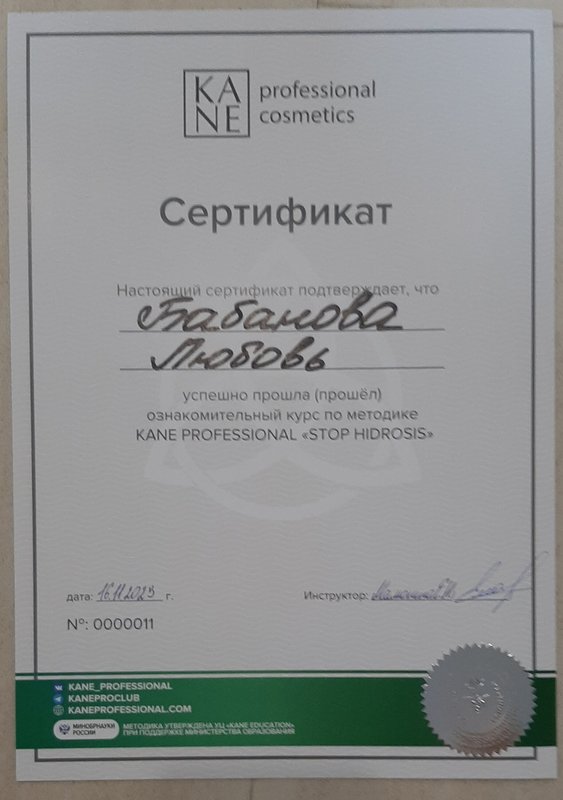 KA
NE
professional
cosmetics
Сертификат
Настоящий сертификат подтверждает, что
Бабанова
Любовь
успешно прошла (прошёл)
ознакомительный курс по методике
KANE PROFESSIONAL «STOP HIDROSIS»
дата: 16.11.2023 г.
Инструктор:
№: 0000011
KANE_PROFESSIONAL
KANEPROCLUB
KANEPROFESSIONAL.COM
МИНОБРНАУКИ
РОССИИ
МЕТОДИКА УТВЕРЖДЕНА УЦ «KANE EDUCATION»
ПРИ ПОДДЕРЖКЕ МИНИСТЕРСТВА ОБРАЗОВАНИЯ